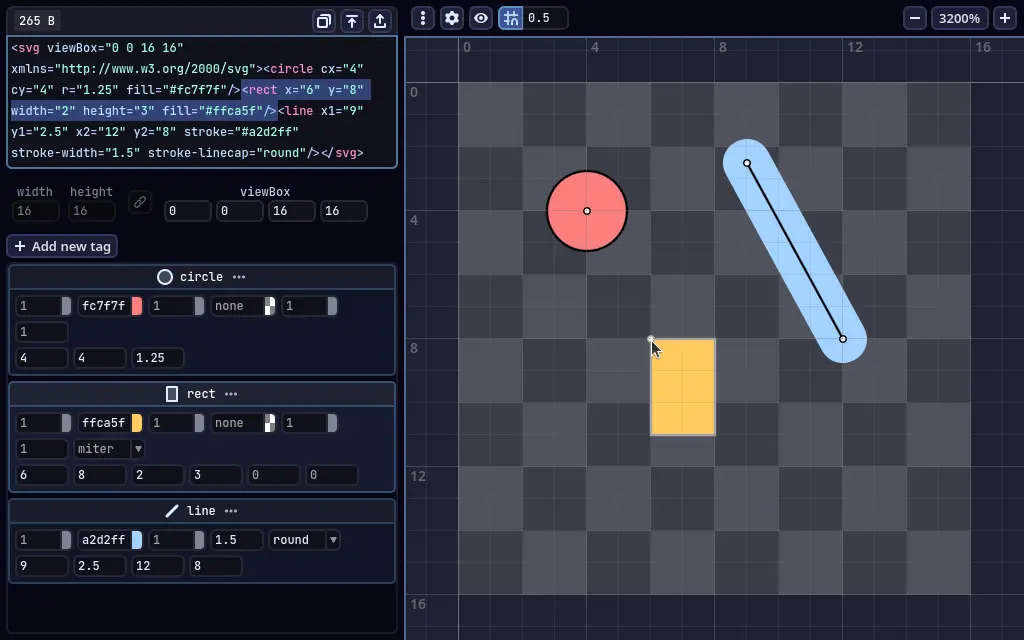 265 B
0.5
3200%
<svg viewBox="0 0 16 16"
xmlns="http://www.w3.org/2000/svg"><circle cx="4"
cy="4" r="1.25" fill="#fc7f7f"/><rect x="6" y="8"
width="2" height="3" fill="#ffca5f"/><line x1="9"
y1="2.5" x2="12" y2="8" stroke="#a2d2ff"
stroke-width="1.5" stroke-linecap="round"/></svg>
width height viewBox
16 16 0 0 16 16
+ Add new tag
circle
1 fc7f7f 1 none 1
1
4 4 1.25
rect
1 ffca5f 1 none 1
1 miter
6 8 2 3 0 0
line
1 a2d2ff 1 1.5 round
9 2.5 12 8
0 4 8 12 16
0
4
8
12
16